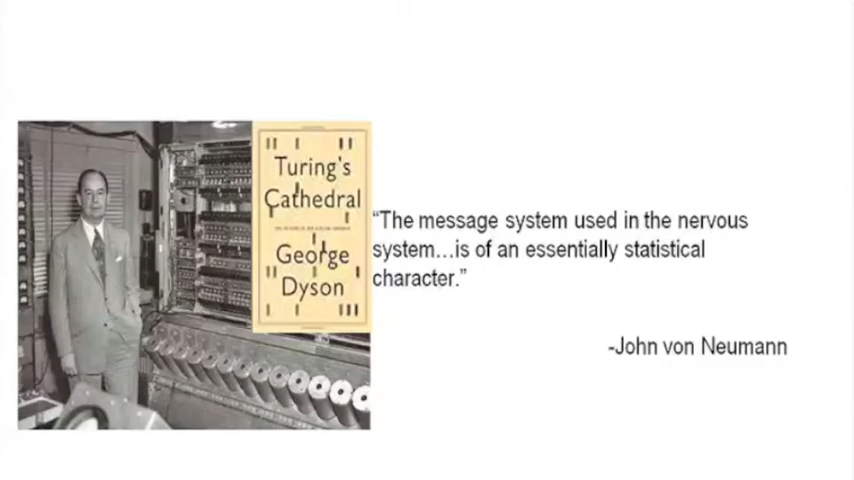 Turing's
Cathedral
George
Dyson
“The message system used in the nervous
system…is of an essentially statistical
character.”
-John von Neumann